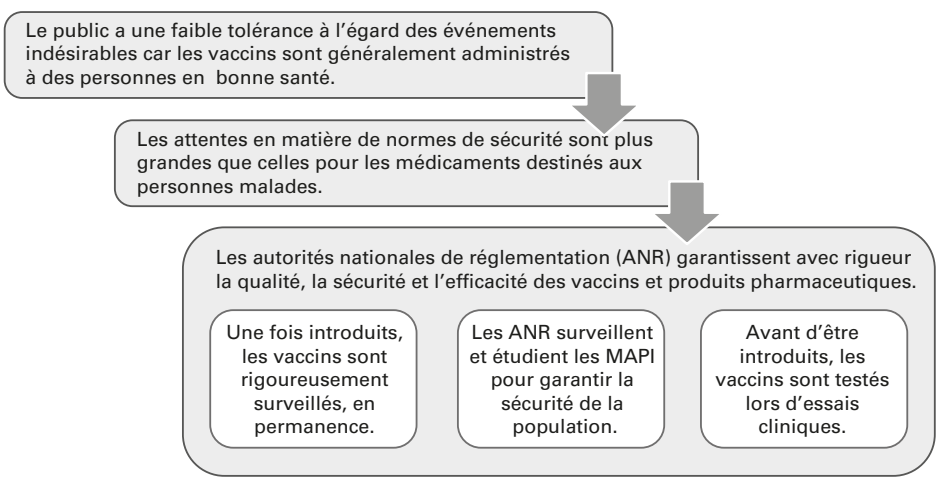 Le public a une faible tolérance à l'égard des événements
indésirables car les vaccins sont généralement administrés
à des personnes en bonne santé.
Les attentes en matière de normes de sécurité sont plus
grandes que celles pour les médicaments destinés aux
personnes malades.
Les autorités nationales de réglementation (ANR) garantissent avec rigueur
la qualité, la sécurité et l'efficacité des vaccins et produits pharmaceutiques.
Une fois introduits,
les vaccins sont
rigoureusement
surveillés, en
permanence.
Les ANR surveillent
et étudient les MAPI
pour garantir la
sécurité de la
population.
Avant d'être
introduits, les
vaccins sont testés
lors d'essais
cliniques.